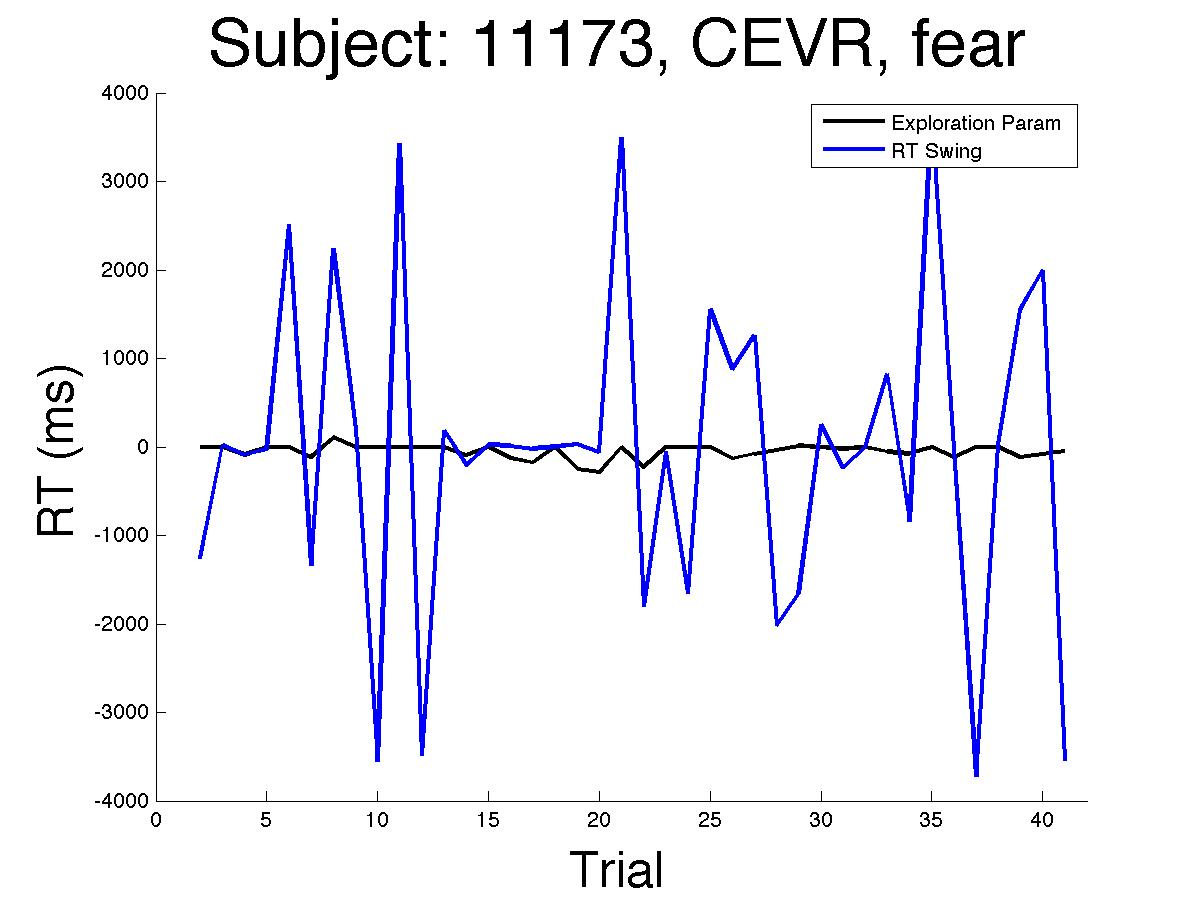 Subject: 11173, CEVR, fear
Exploration Param
RT Swing
4000
3000
2000
1000
0
-1000
-2000
-3000
-4000
RT (ms)
0 5 10 15 20 25 30 35 40
Trial